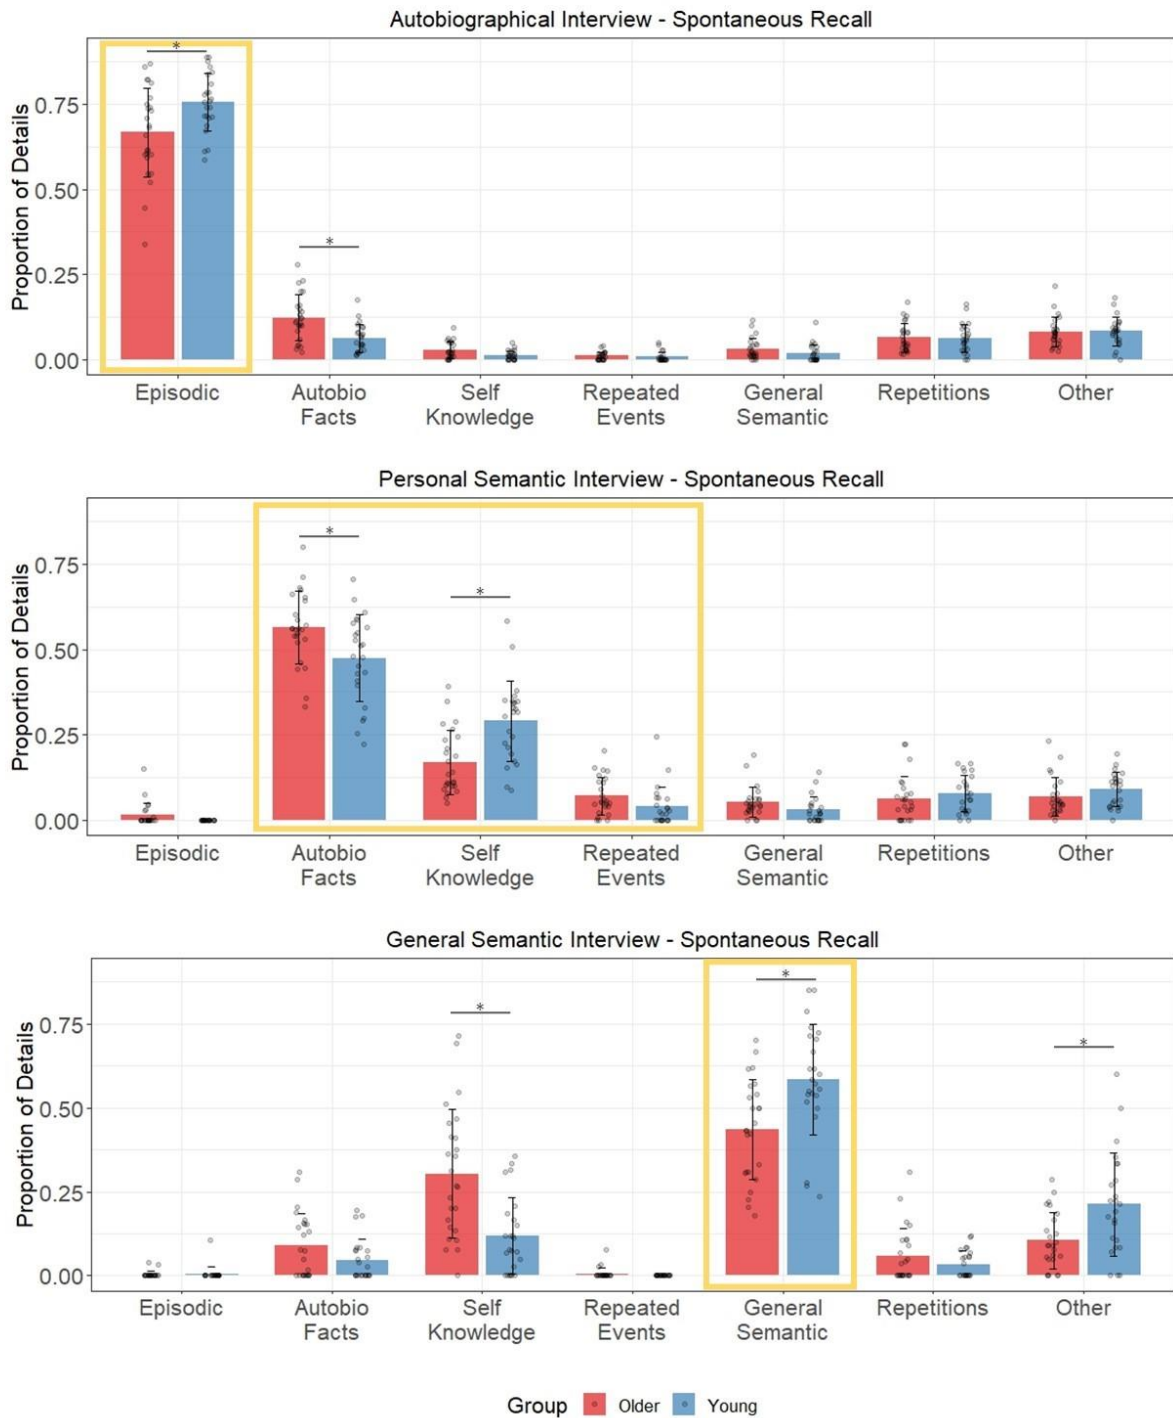 Autobiographical Interview - Spontaneous Recall
*
0.75
*
0.50
0.25
0.00
Proportion of Details
Episodic
Autobio
Facts
Self
Knowledge
Repeated
Events
General
Semantic
Repetitions
Other
Personal Semantic Interview - Spontaneous Recall
*
*
0.75
0.50
0.25
0.00
Proportion of Details
Episodic
Autobio
Facts
Self
Knowledge
Repeated
Events
General
Semantic
Repetitions
Other
General Semantic Interview - Spontaneous Recall
*
*
*
0.75
0.50
0.25
0.00
Proportion of Details
Episodic
Autobio
Facts
Self
Knowledge
Repeated
Events
General
Semantic
Repetitions
Other
Group Older Young